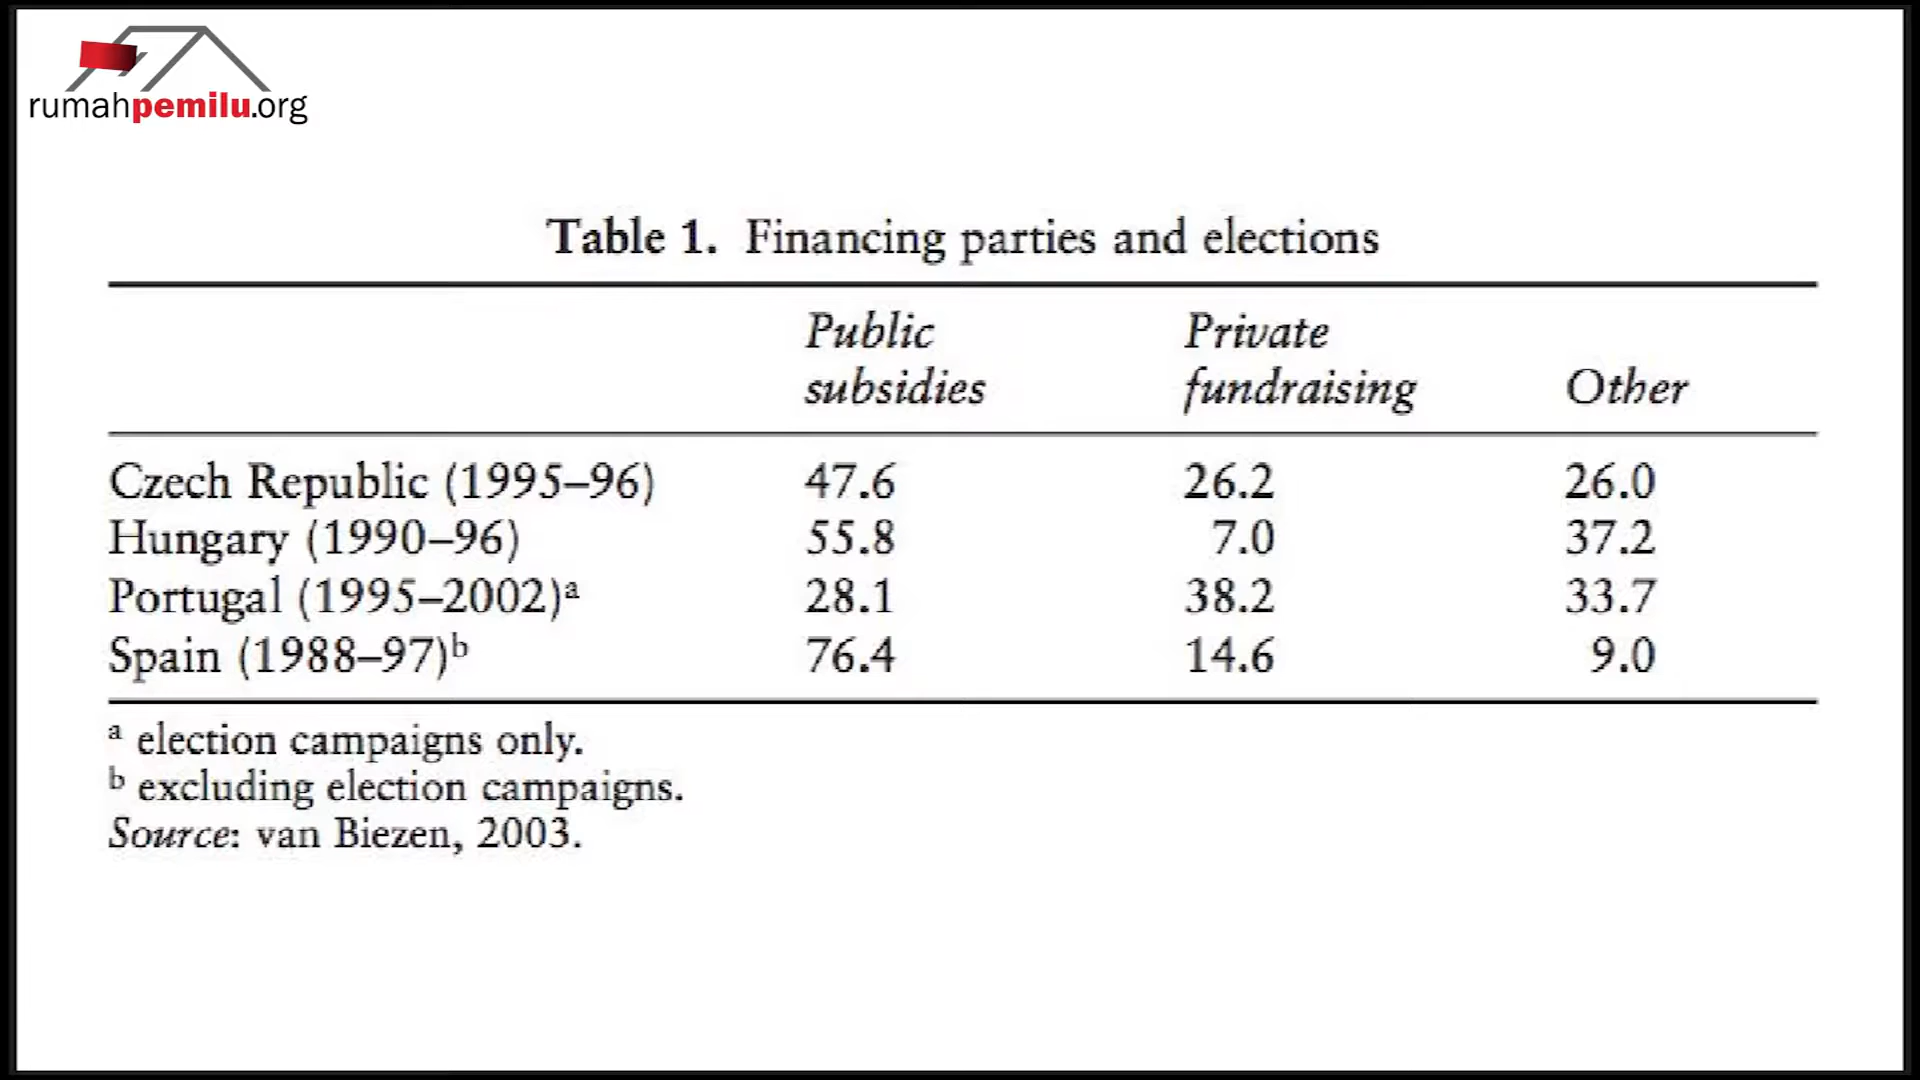 rumahpemilu.org
Table 1. Financing parties and elections
Public subsidies Private fundraising Other
Czech Republic (1995–96) 47.6 26.2 26.0
Hungary (1990–96) 55.8 7.0 37.2
Portugal (1995–2002)a 28.1 38.2 33.7
Spain (1988–97)b 76.4 14.6 9.0
a election campaigns only.
b excluding election campaigns.
Source: van Biezen, 2003.